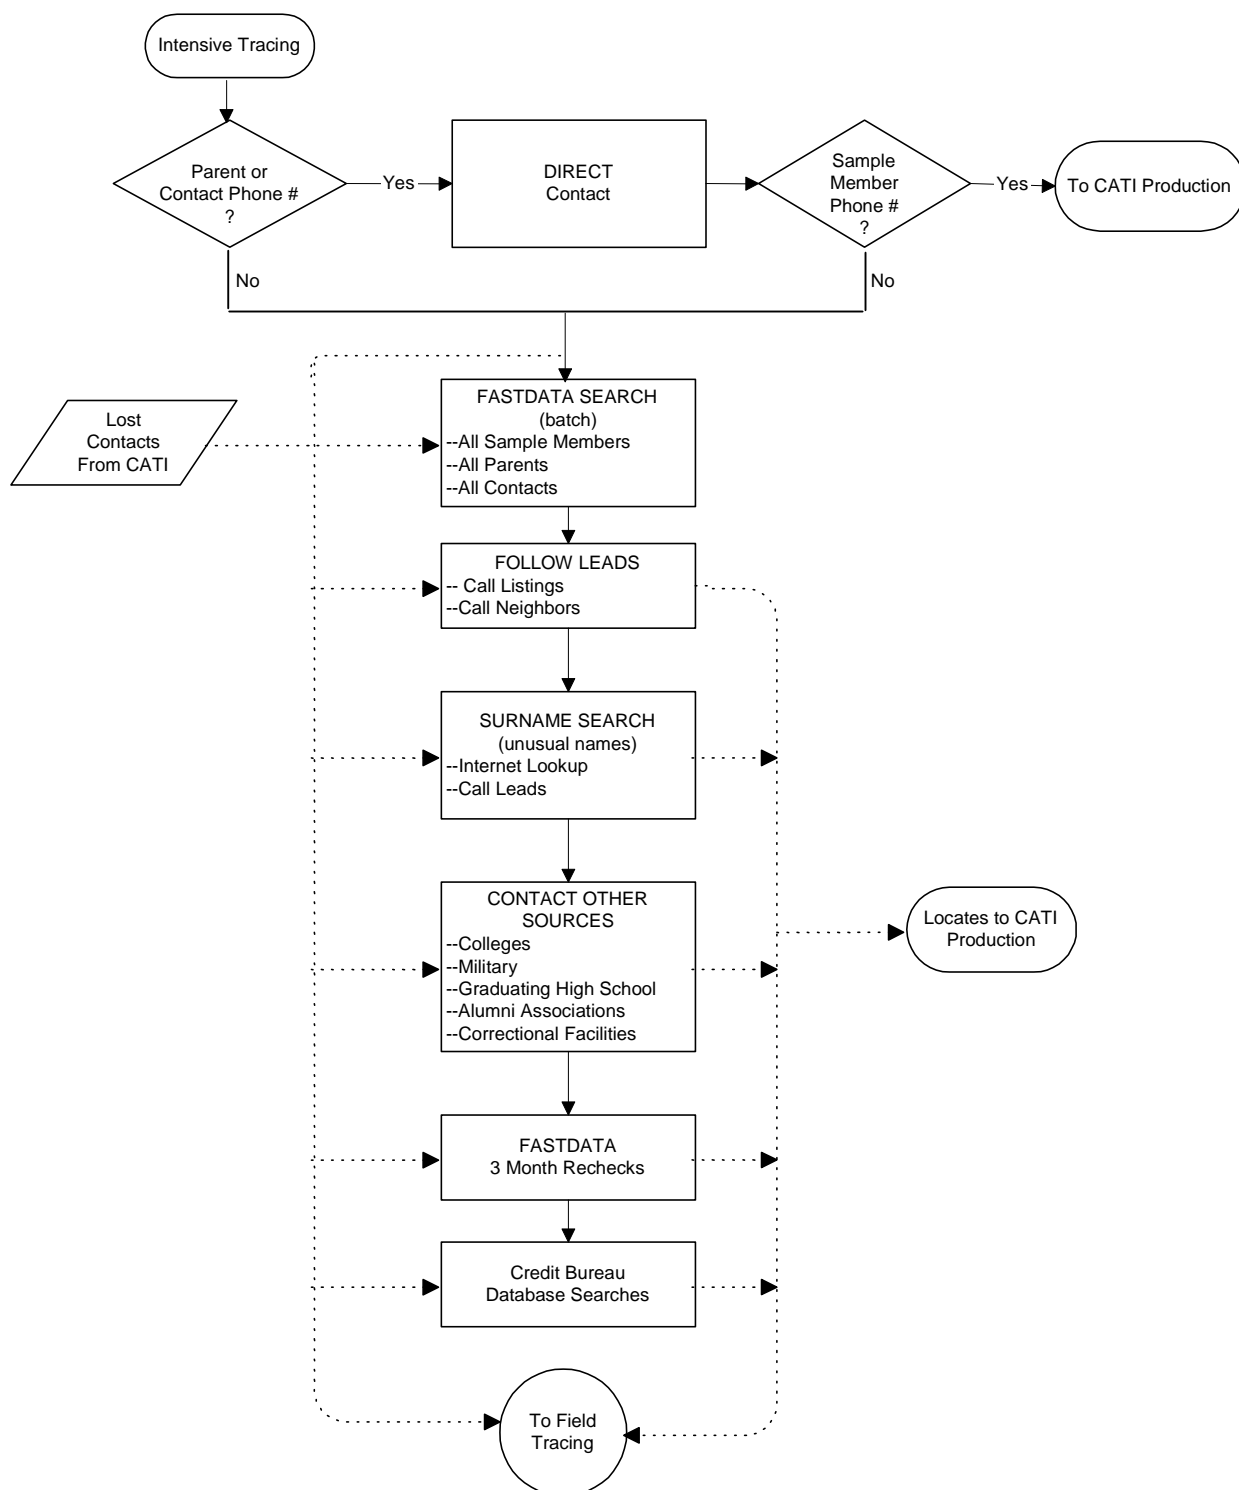 Intensive Tracing
Parent or
Contact Phone #
?
Yes
DIRECT
Contact
Sample
Member
Phone #
?
Yes
To CATI Production
No
No
Lost
Contacts
From CATI
FASTDATA SEARCH
(batch)
--All Sample Members
--All Parents
--All Contacts
FOLLOW LEADS
-- Call Listings
--Call Neighbors
SURNAME SEARCH
(unusual names)
--Internet Lookup
--Call Leads
CONTACT OTHER
SOURCES
--Colleges
--Military
--Graduating High School
--Alumni Associations
--Correctional Facilities
Locates to CATI
Production
FASTDATA
3 Month Rechecks
Credit Bureau
Database Searches
To Field
Tracing